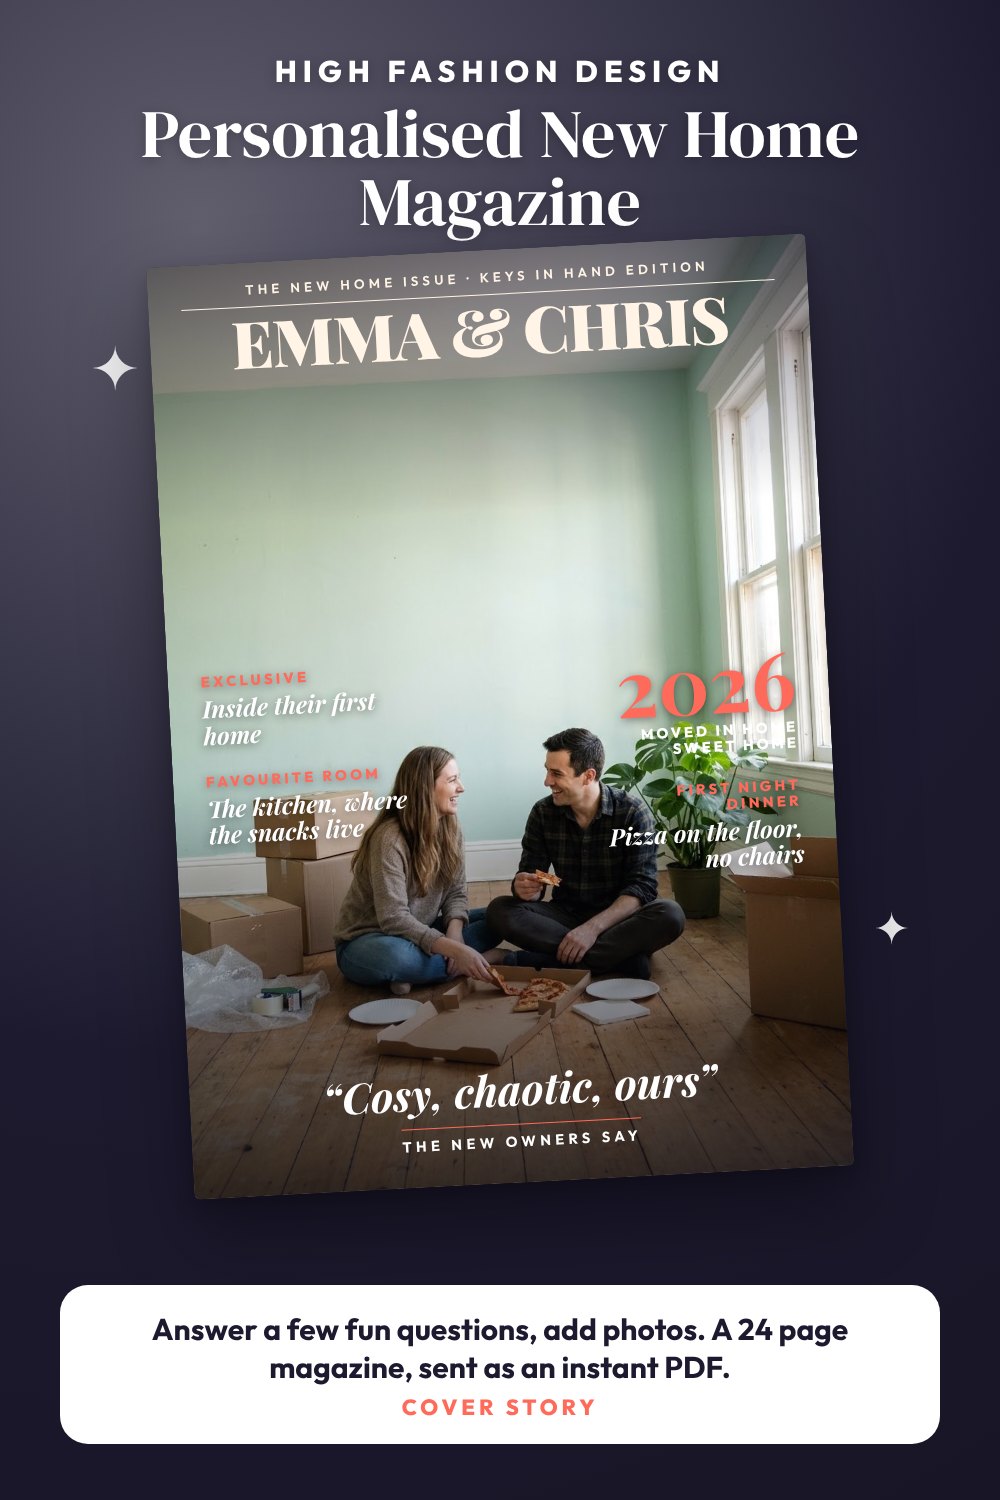 HIGH FASHION DESIGN
Personalised New Home
Magazine
THE NEW HOME ISSUE · KEYS IN HAND EDITION
EMMA & CHRIS
EXCLUSIVE
Inside their first
home
FAVOURITE ROOM
The kitchen, where
the snacks live
2026
MOVED IN HOME
SWEET HOME
FIRST NIGHT
DINNER
Pizza on the floor,
no chairs
“Cosy, chaotic, ours”
THE NEW OWNERS SAY
Answer a few fun questions, add photos. A 24 page
magazine, sent as an instant PDF.
COVER STORY